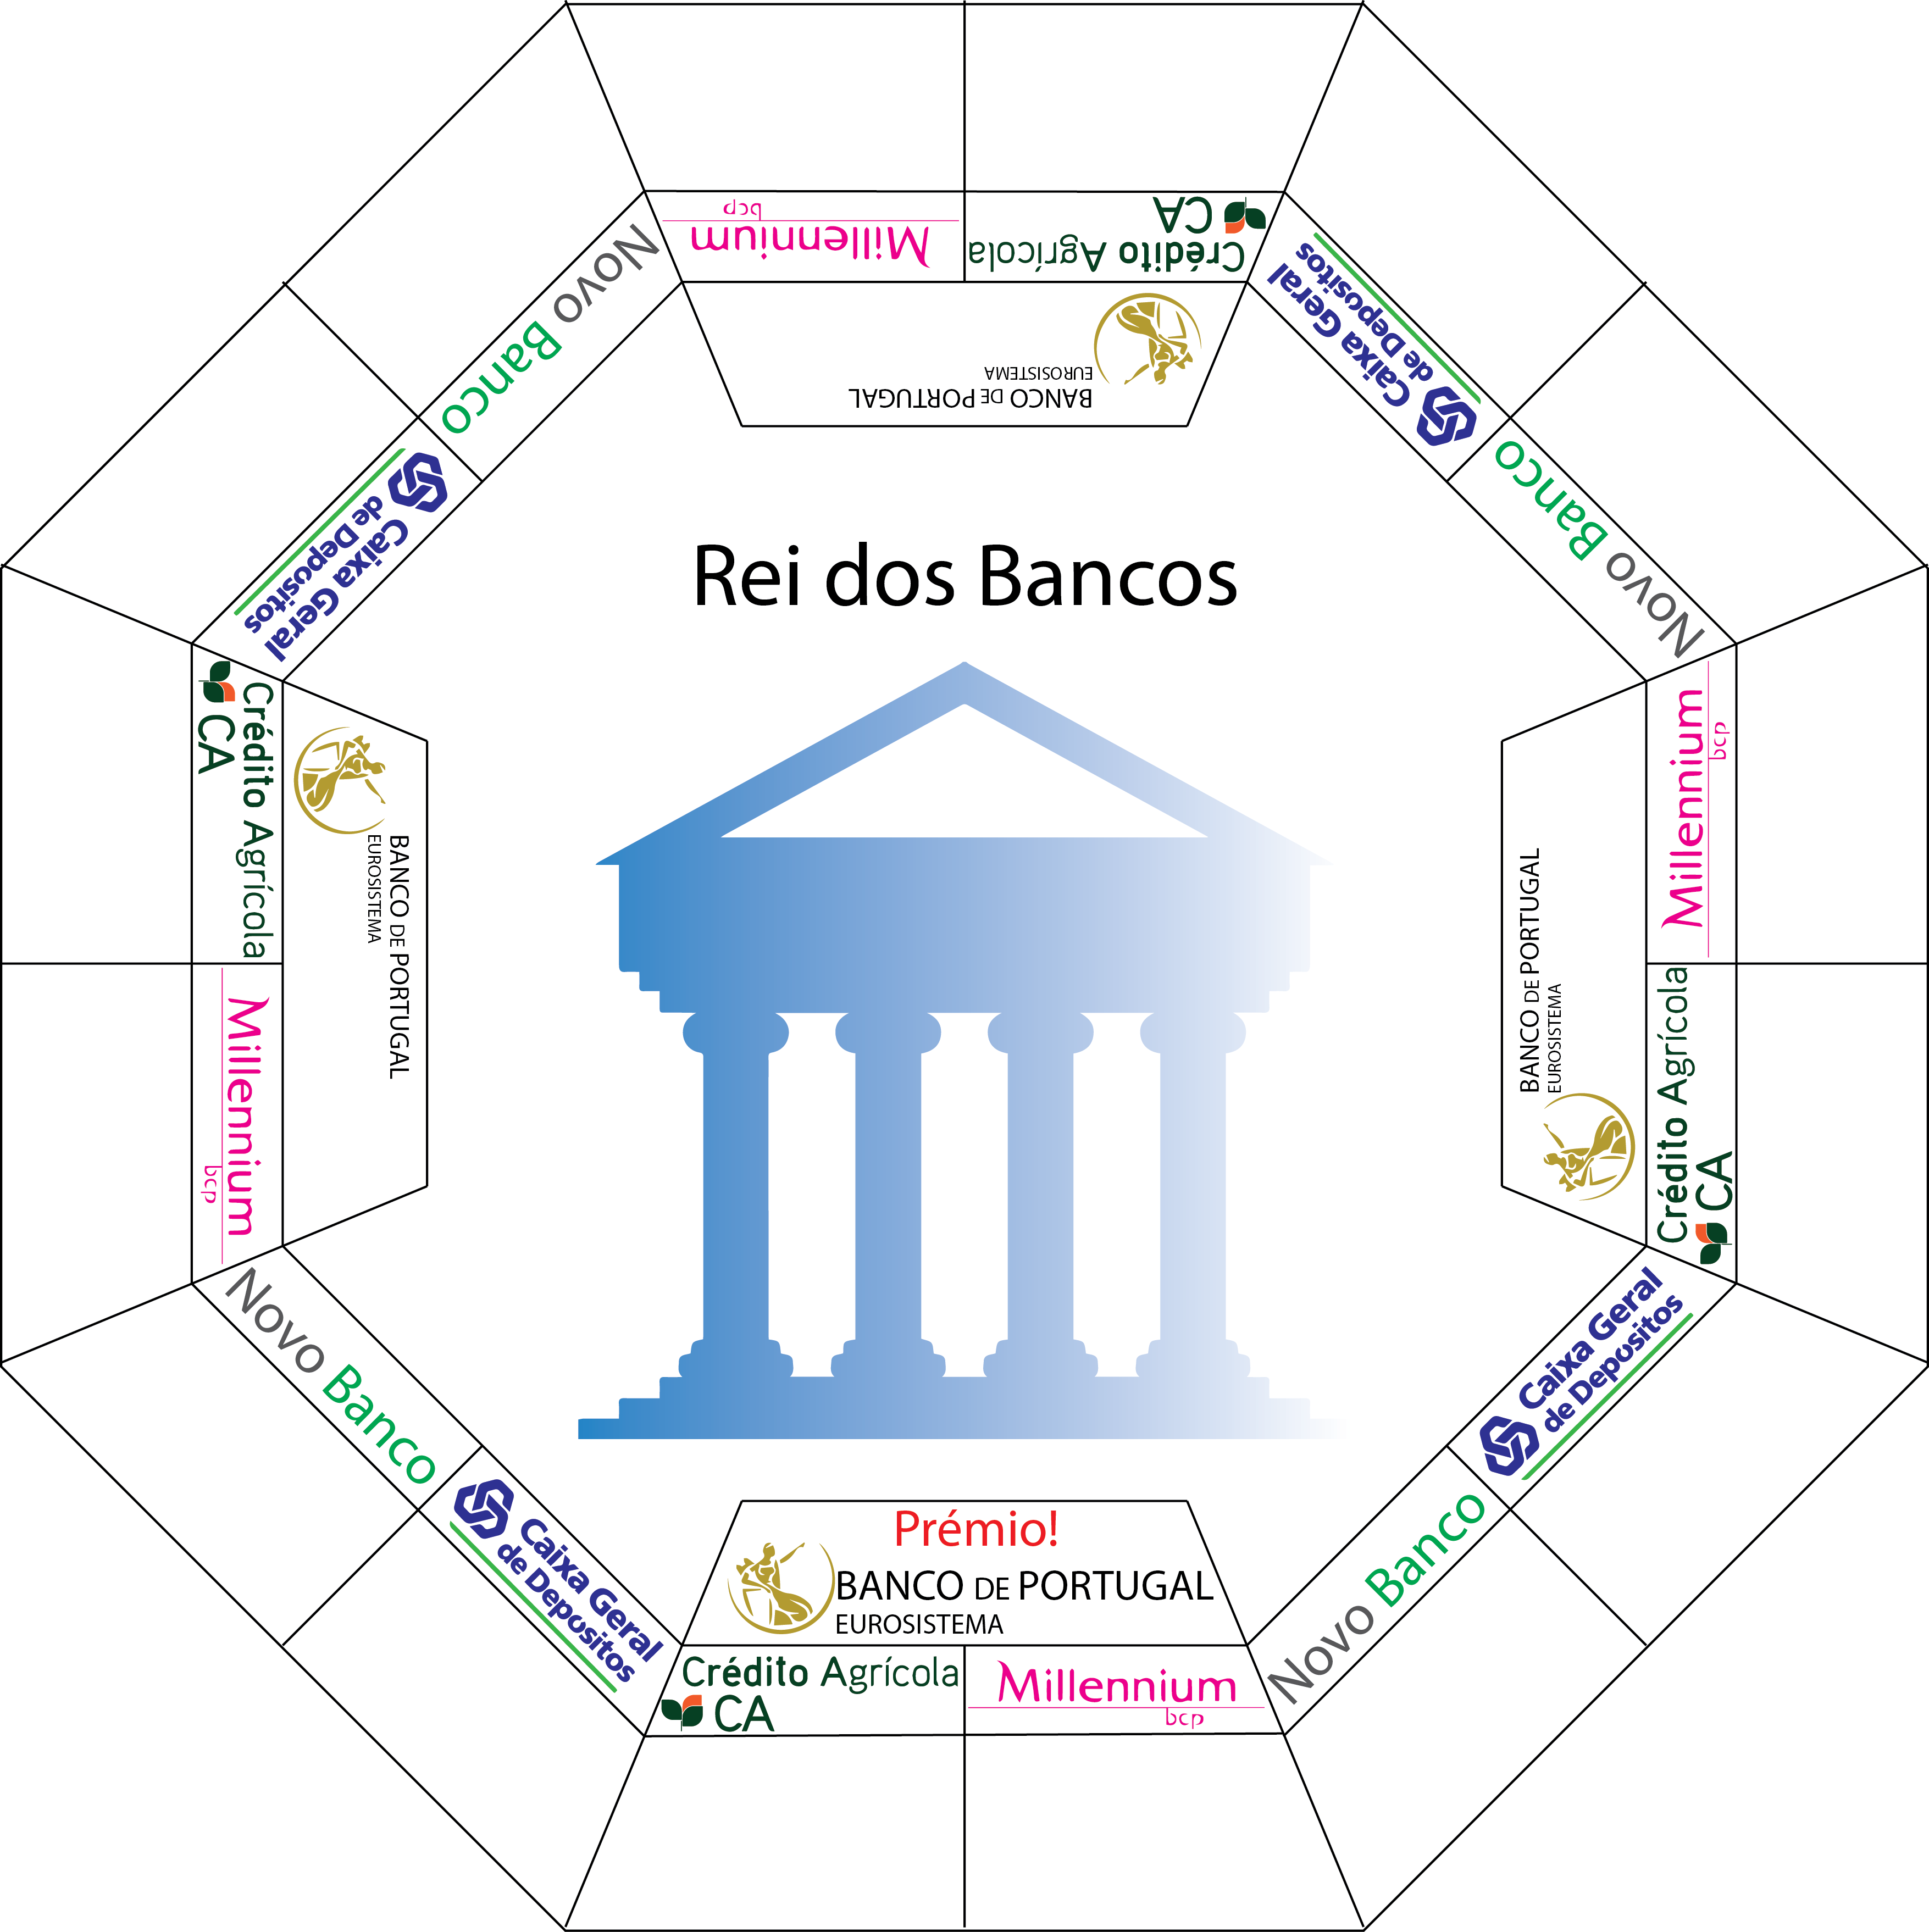 bcp
Millennium
CA
Crédito Agrícola
Novo Banco
Caixa Geral
de Depositos
EUROSISTEMA
BANCO DE PORTUGAL
Caixa Geral
de Depositos
Novo Banco
Rei dos Bancos
Crédito Agrícola
CA
BANCO DE PORTUGAL
EUROSISTEMA
Millennium
bcp
Millennium
bcp
BANCO DE PORTUGAL
EUROSISTEMA
Crédito Agrícola
CA
Novo Banco
Caixa Geral
de Depositos
Caixa Geral
de Depositos
Novo Banco
Prémio!
BANCO DE PORTUGAL
EUROSISTEMA
Crédito Agrícola
CA
Millennium
bcp